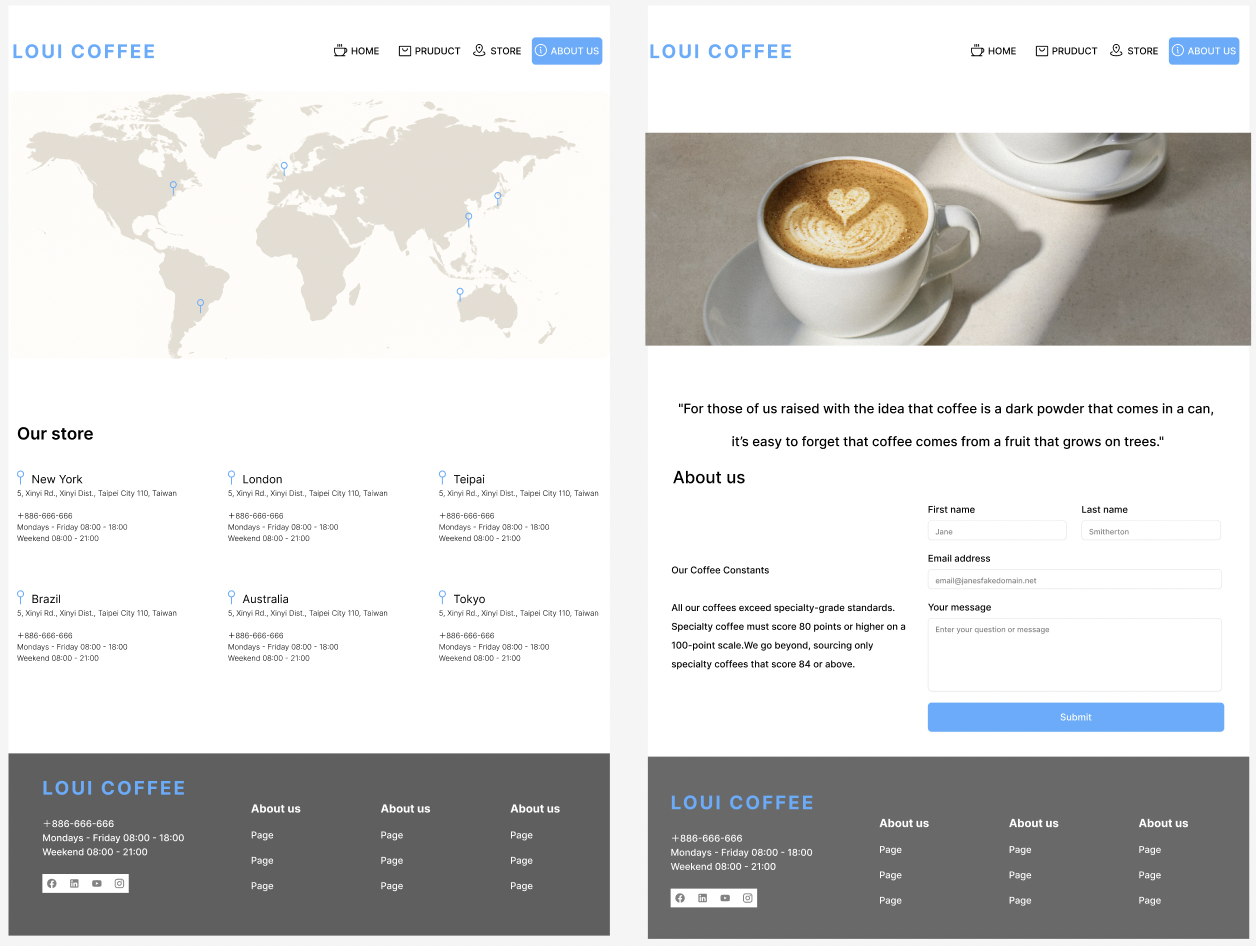 LOUI COFFEE
HOME
PRUDUCT
STORE
ABOUT US
Our store
New York
5, Xinyi Rd., Xinyi Dist., Taipei City 110, Taiwan
+886-666-666
Mondays - Friday 08:00 - 18:00
Weekend 08:00 - 21:00
London
5, Xinyi Rd., Xinyi Dist., Taipei City 110, Taiwan
+886-666-666
Mondays - Friday 08:00 - 18:00
Weekend 08:00 - 21:00
Teipai
5, Xinyi Rd., Xinyi Dist., Taipei City 110, Taiwan
+886-666-666
Mondays - Friday 08:00 - 18:00
Weekend 08:00 - 21:00
Brazil
5, Xinyi Rd., Xinyi Dist., Taipei City 110, Taiwan
+886-666-666
Mondays - Friday 08:00 - 18:00
Weekend 08:00 - 21:00
Australia
5, Xinyi Rd., Xinyi Dist., Taipei City 110, Taiwan
+886-666-666
Mondays - Friday 08:00 - 18:00
Weekend 08:00 - 21:00
Tokyo
5, Xinyi Rd., Xinyi Dist., Taipei City 110, Taiwan
+886-666-666
Mondays - Friday 08:00 - 18:00
Weekend 08:00 - 21:00
LOUI COFFEE
+886-666-666
Mondays - Friday 08:00 - 18:00
Weekend 08:00 - 21:00
About us
Page
Page
Page
About us
Page
Page
Page
About us
Page
Page
Page
LOUI COFFEE
HOME
PRUDUCT
STORE
ABOUT US
"For those of us raised with the idea that coffee is a dark powder that comes in a can,
it's easy to forget that coffee comes from a fruit that grows on trees."
About us
Our Coffee Constants
All our coffees exceed specialty-grade standards.
Specialty coffee must score 80 points or higher on a
100-point scale.We go beyond, sourcing only
specialty coffees that score 84 or above.
First name
Jane
Last name
Smitherton
Email address
email@janesfakedomain.net
Your message
Enter your question or message
Submit
LOUI COFFEE
+886-666-666
Mondays - Friday 08:00 - 18:00
Weekend 08:00 - 21:00
About us
Page
Page
Page
About us
Page
Page
Page
About us
Page
Page
Page